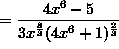 = \frac{4x^6 - 5}{3x^{\frac{8}{3}}(4x^6 + 1)^{\frac{2}{3}}}